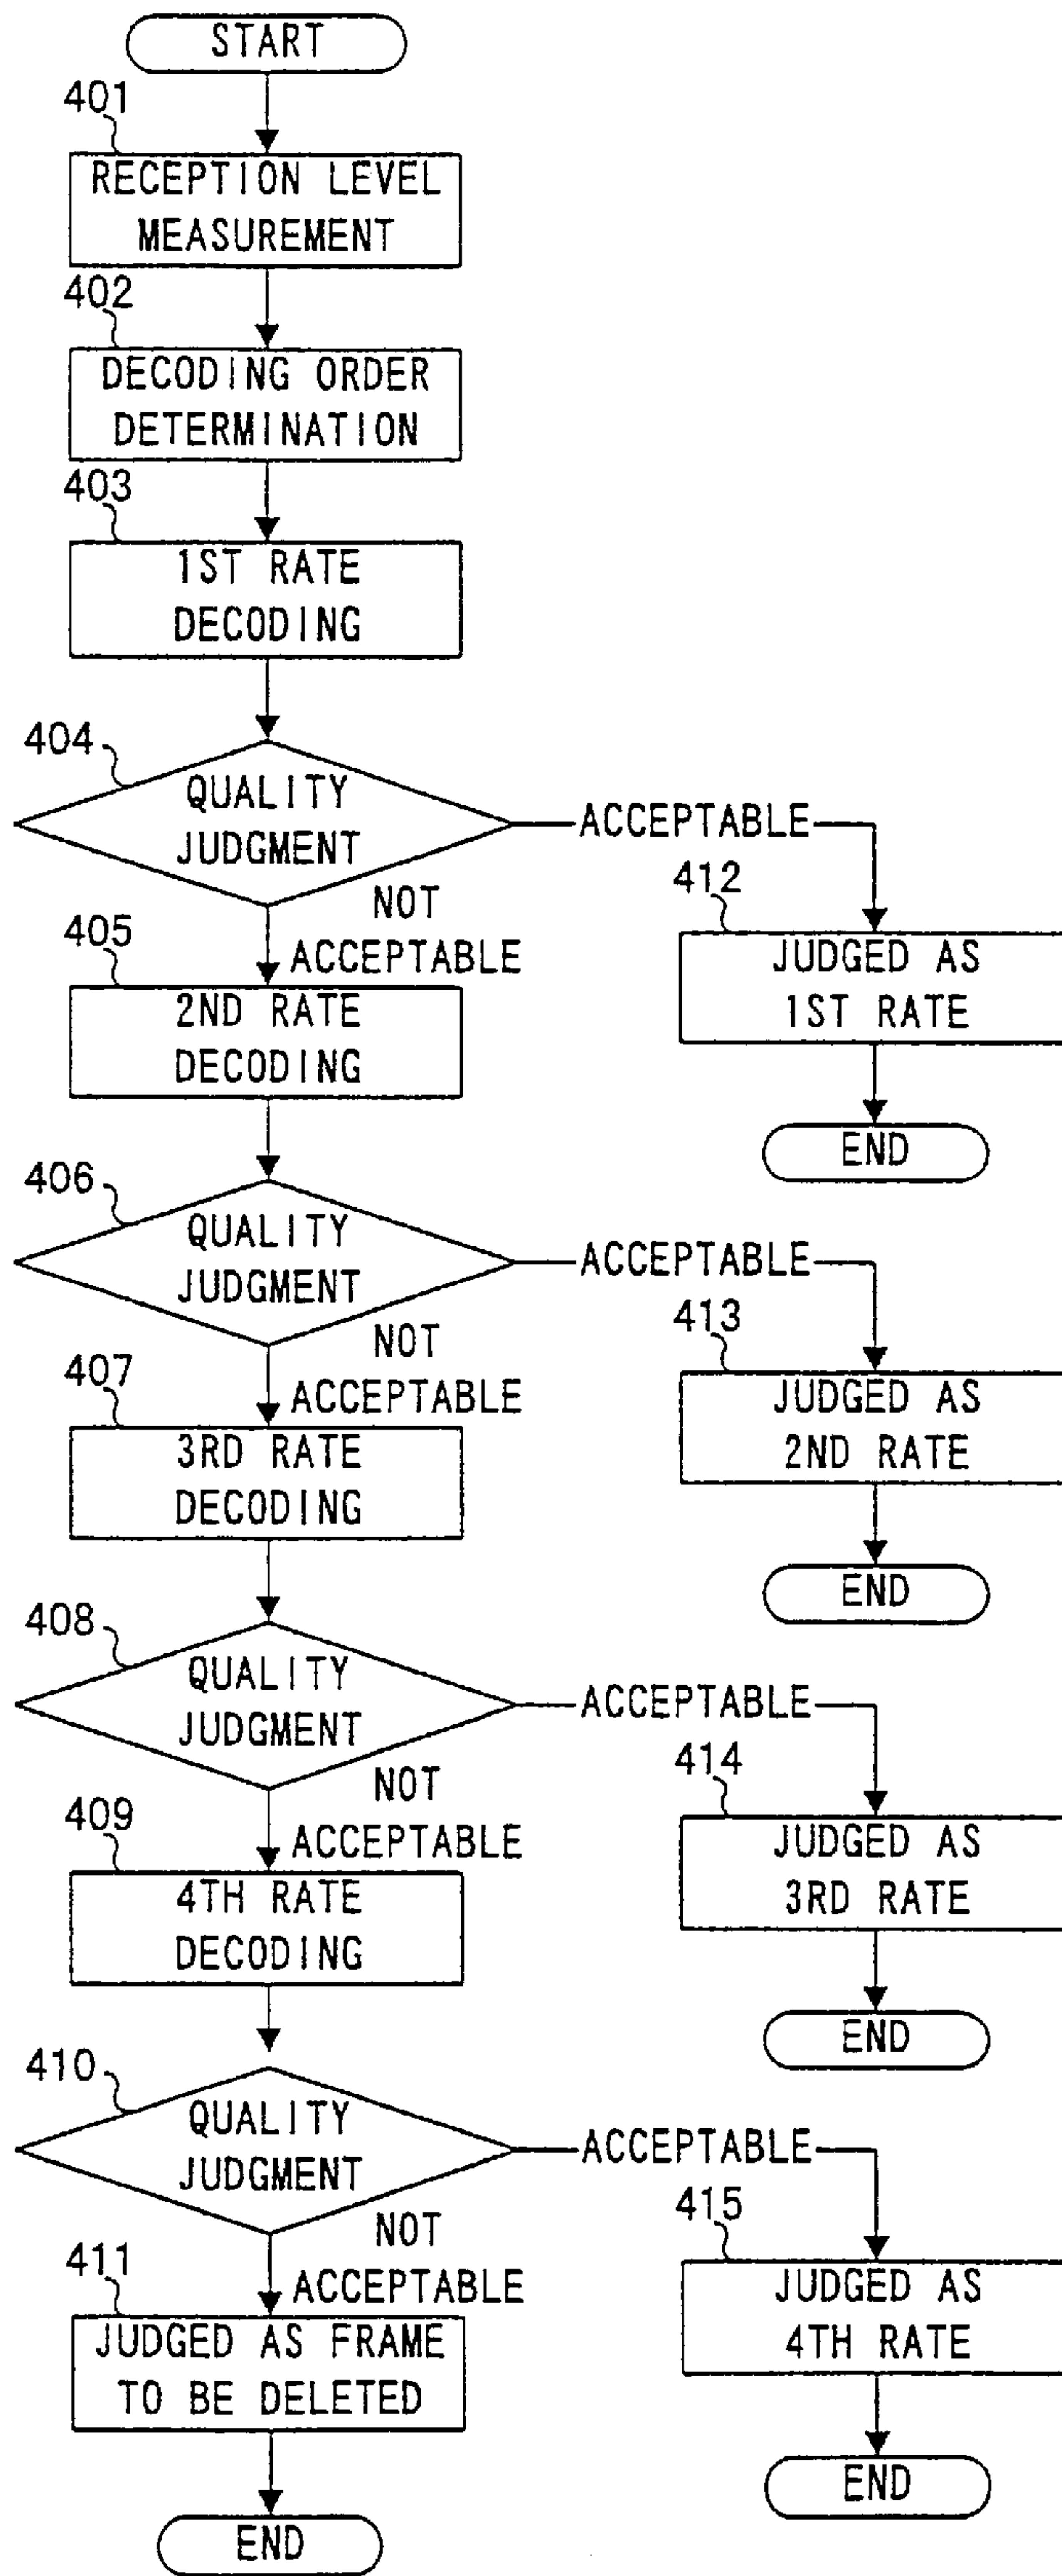 START
401
RECEPTION LEVEL
MEASUREMENT
402
DECODING ORDER
DETERMINATION
403
1ST RATE
DECODING
404
QUALITY
JUDGMENT
ACCEPTABLE
NOT
ACCEPTABLE
412
JUDGED AS
1ST RATE
END
405
2ND RATE
DECODING
406
QUALITY
JUDGMENT
ACCEPTABLE
NOT
ACCEPTABLE
413
JUDGED AS
2ND RATE
END
407
3RD RATE
DECODING
408
QUALITY
JUDGMENT
ACCEPTABLE
NOT
ACCEPTABLE
414
JUDGED AS
3RD RATE
END
409
4TH RATE
DECODING
410
QUALITY
JUDGMENT
ACCEPTABLE
NOT
ACCEPTABLE
415
JUDGED AS
4TH RATE
END
411
JUDGED AS FRAME
TO BE DELETED
END